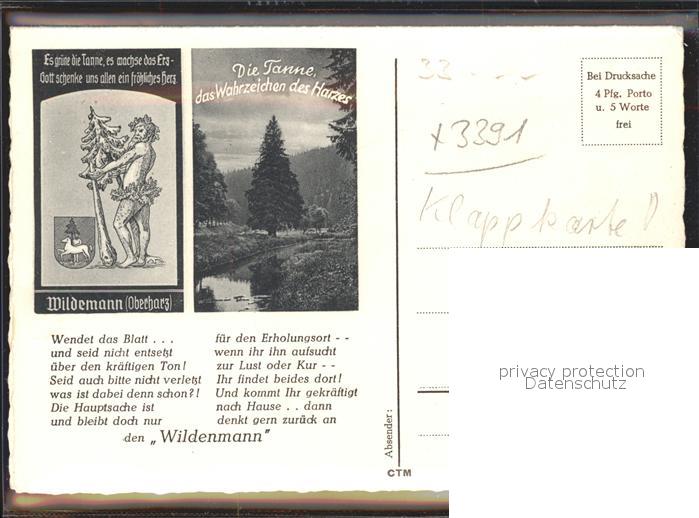 Es grüne die Tanne, es wachse das Erz -
Gott schenke uns allen ein fröhliches Herz.
Wildemann (Oberharz)
Die Tanne,
das Wahrzeichen des Harzes
Wendet das Blatt . . .
und seid nicht entsetzt
über den kräftigen Ton!
Seid auch bitte nicht verletzt
was ist dabei denn schon?!
Die Hauptsache ist
und bleibt doch nur
für den Erholungsort - -
wenn ihr ihn aufsucht
zur Lust oder Kur - -
Ihr findet beides dort!
Und kommt Ihr gekräftigt
nach Hause . . dann
denkt gern zurück an
den „Wildenmann"
Absender:
CTM
33 - - -
x3391
Klappkarte!
Bei Drucksache
4 Pfg. Porto
u. 5 Worte
frei
privacy protection
Datenschutz